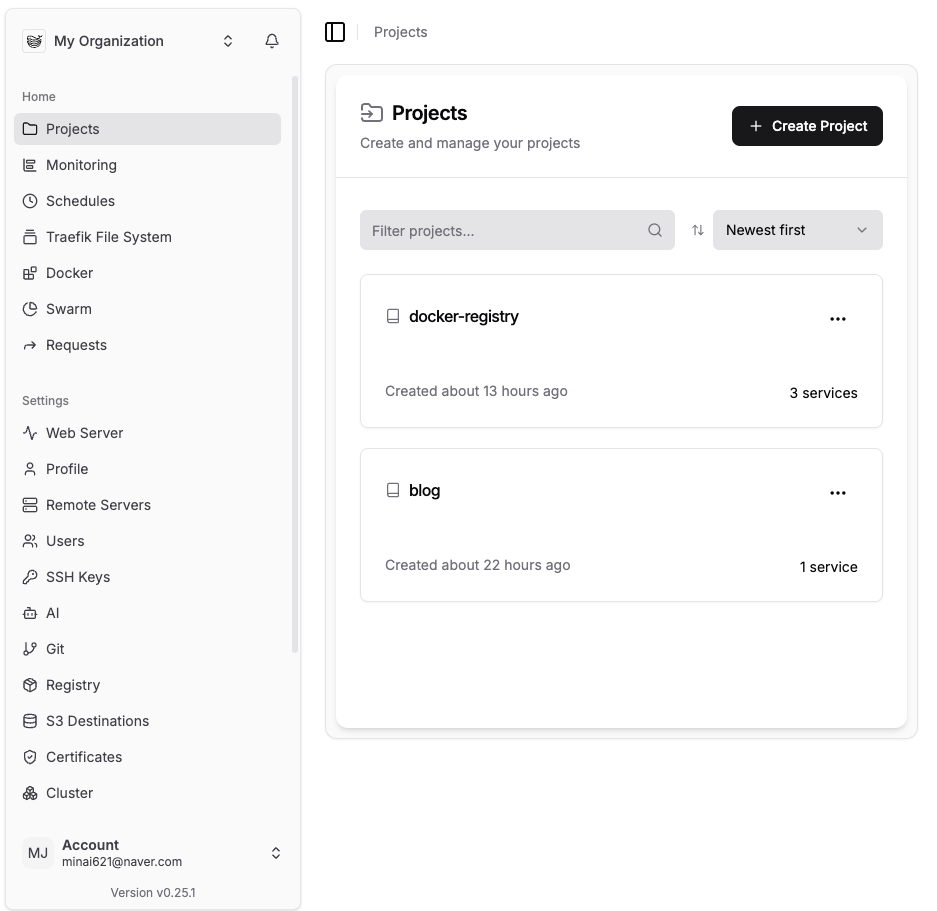 My Organization
Home
Projects
Monitoring
Schedules
Traefik File System
Docker
Swarm
Requests
Settings
Web Server
Profile
Remote Servers
Users
SSH Keys
AI
Git
Registry
S3 Destinations
Certificates
Cluster
MJ
Account
minai621@naver.com
Version v0.25.1
Projects
Projects
Create and manage your projects
Create Project
Filter projects...
Newest first
docker-registry
Created about 13 hours ago
3 services
blog
Created about 22 hours ago
1 service